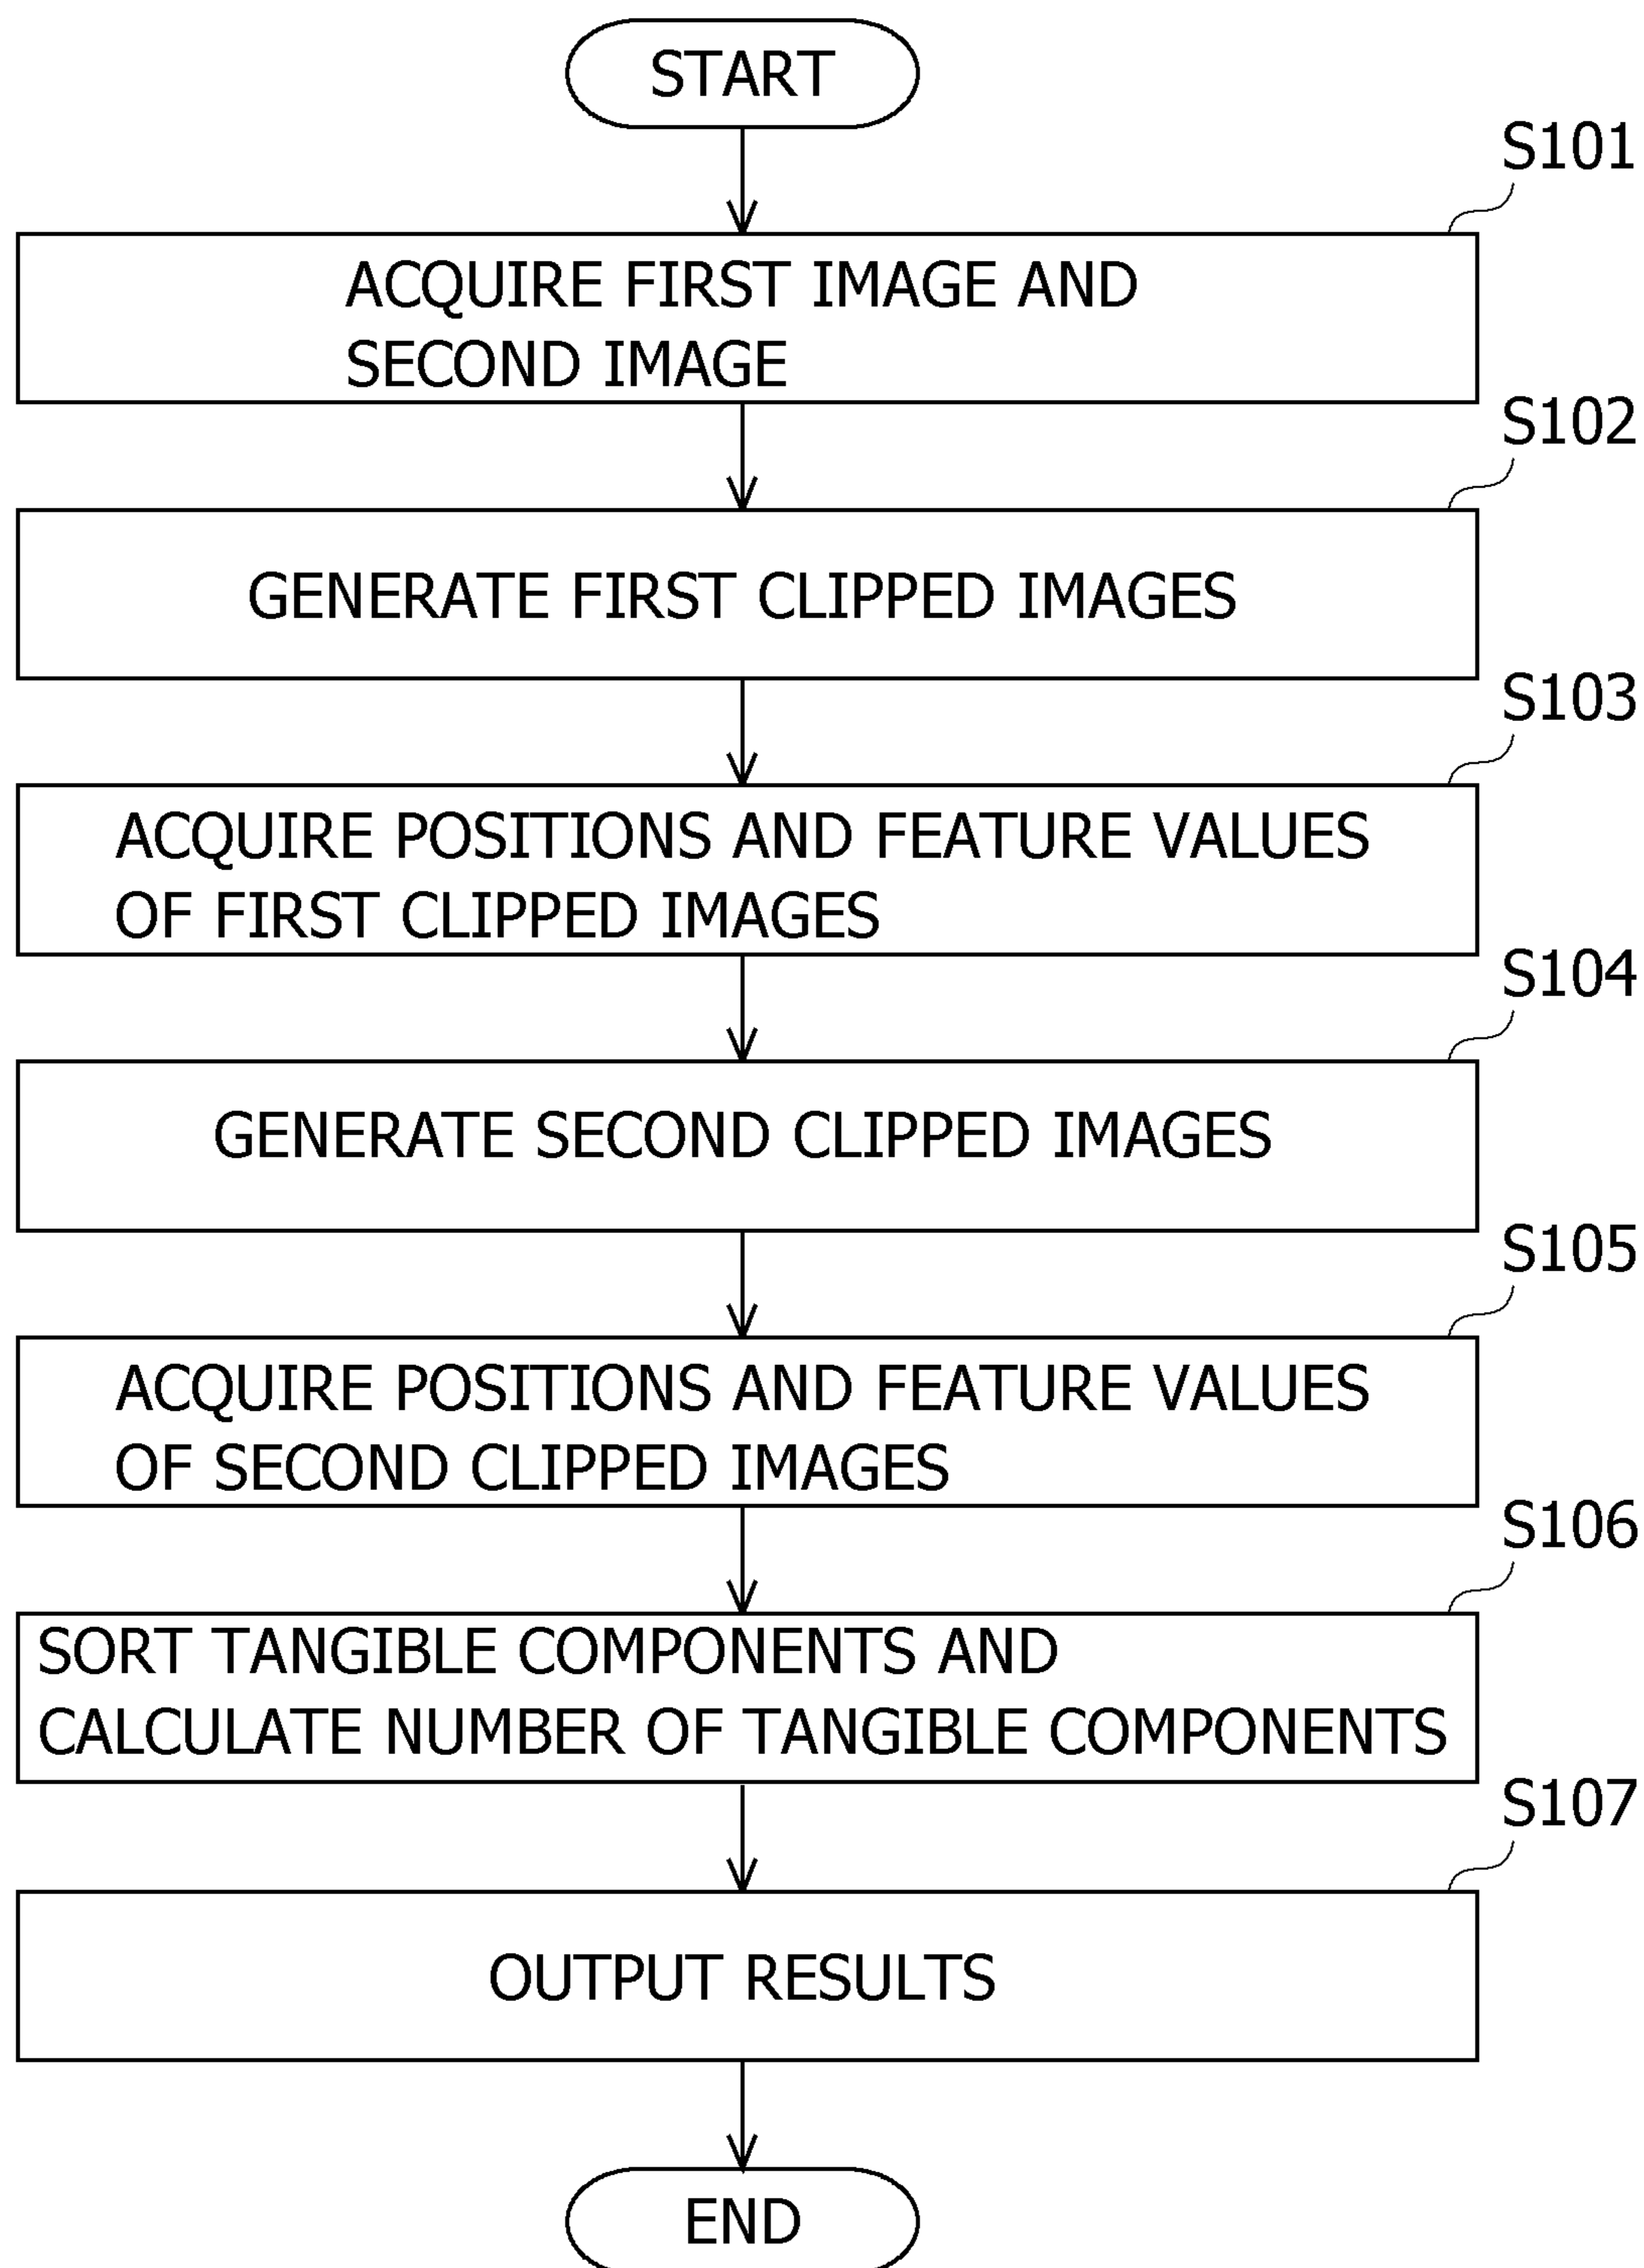 START
S101
ACQUIRE FIRST IMAGE AND
SECOND IMAGE
S102
GENERATE FIRST CLIPPED IMAGES
S103
ACQUIRE POSITIONS AND FEATURE VALUES
OF FIRST CLIPPED IMAGES
S104
GENERATE SECOND CLIPPED IMAGES
S105
ACQUIRE POSITIONS AND FEATURE VALUES
OF SECOND CLIPPED IMAGES
S106
SORT TANGIBLE COMPONENTS AND
CALCULATE NUMBER OF TANGIBLE COMPONENTS
S107
OUTPUT RESULTS
END